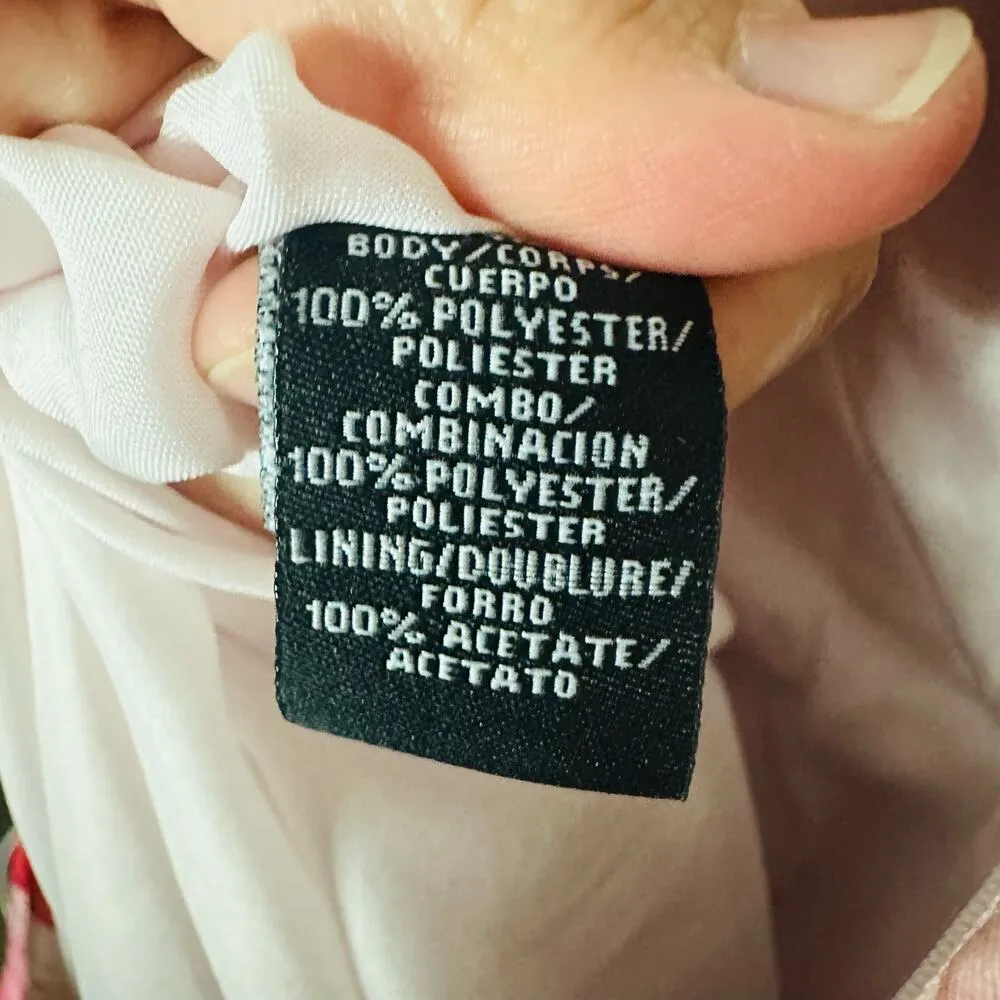 BODY/CORPS/
CUERPO
100% POLYESTER/
POLIESTER
COMBO/
COMBINACION
100% POLYESTER/
POLIESTER
LINING/DOUBLURE/
FORRO
100% ACETATE/
ACETATO